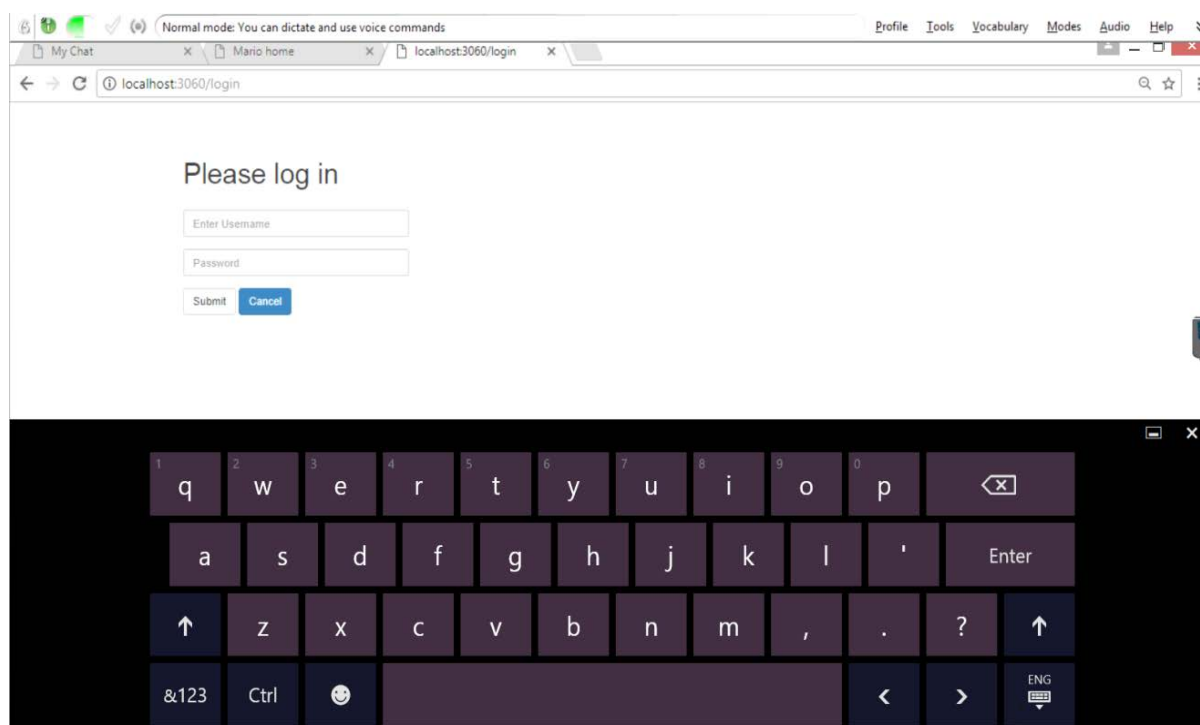 Normal mode: You can dictate and use voice commands Profile Tools Vocabulary Modes Audio Help
My Chat Mario home localhost:3060/login
localhost:3060/login
Please log in
Enter Username
Password
Submit Cancel
1 2 3 4 5 6 7 8 9 0
q w e r t y u i o p
a s d f g h j k l ' Enter
z x c v b n m , . ?
&123 Ctrl ENG